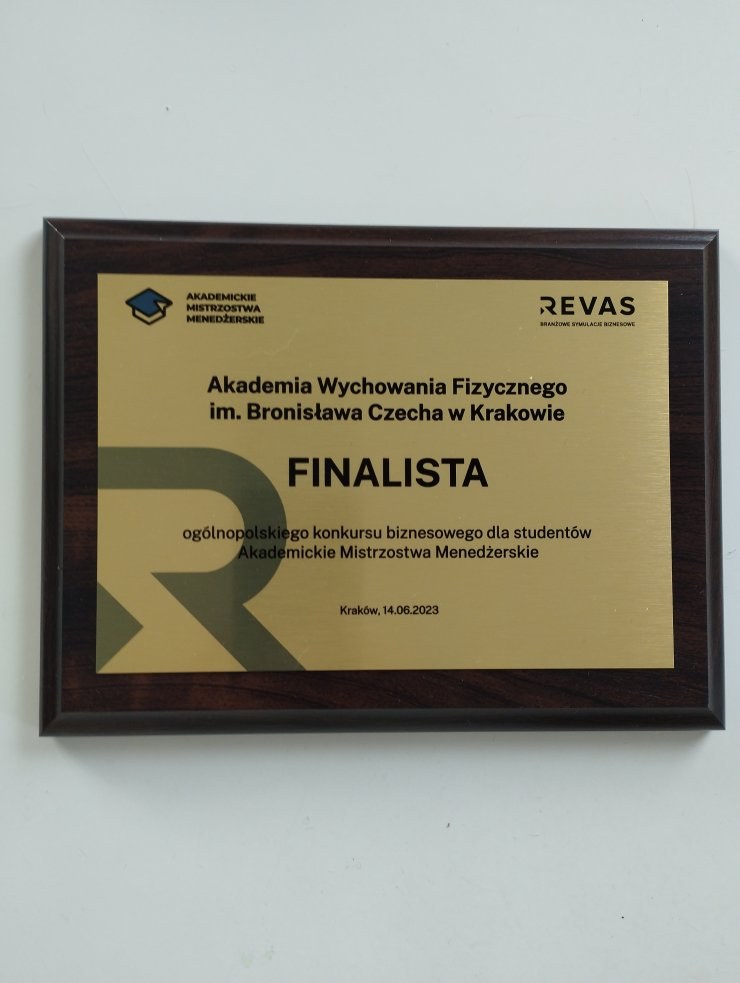 AKADEMICKIE
MISTRZOSTWA
MENEDŻERSKIE
REVAS
BRANŻOWE SYMULACJE BIZNESOWE
Akademia Wychowania Fizycznego
im. Bronisława Czecha w Krakowie
FINALISTA
ogólnopolskiego konkursu biznesowego dla studentów
Akademickie Mistrzostwa Menedżerskie
Kraków, 14.06.2023